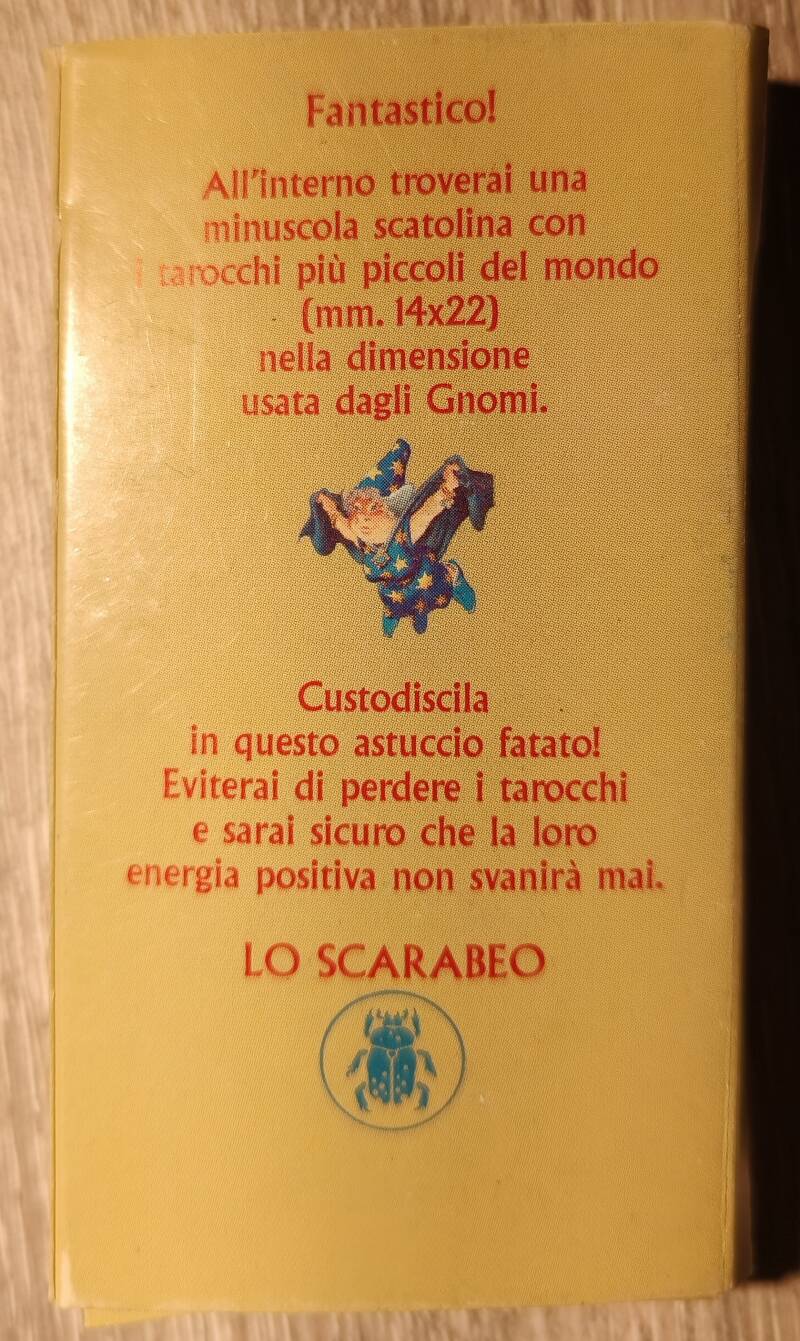 Fantastico!
All'interno troverai una
minuscola scatolina con
i tarocchi più piccoli del mondo
(mm. 14x22)
nella dimensione
usata dagli Gnomi.
Custodiscila
in questo astuccio fatato!
Eviterai di perdere i tarocchi
e sarai sicuro che la loro
energia positiva non svanirà mai.
LO SCARABEO